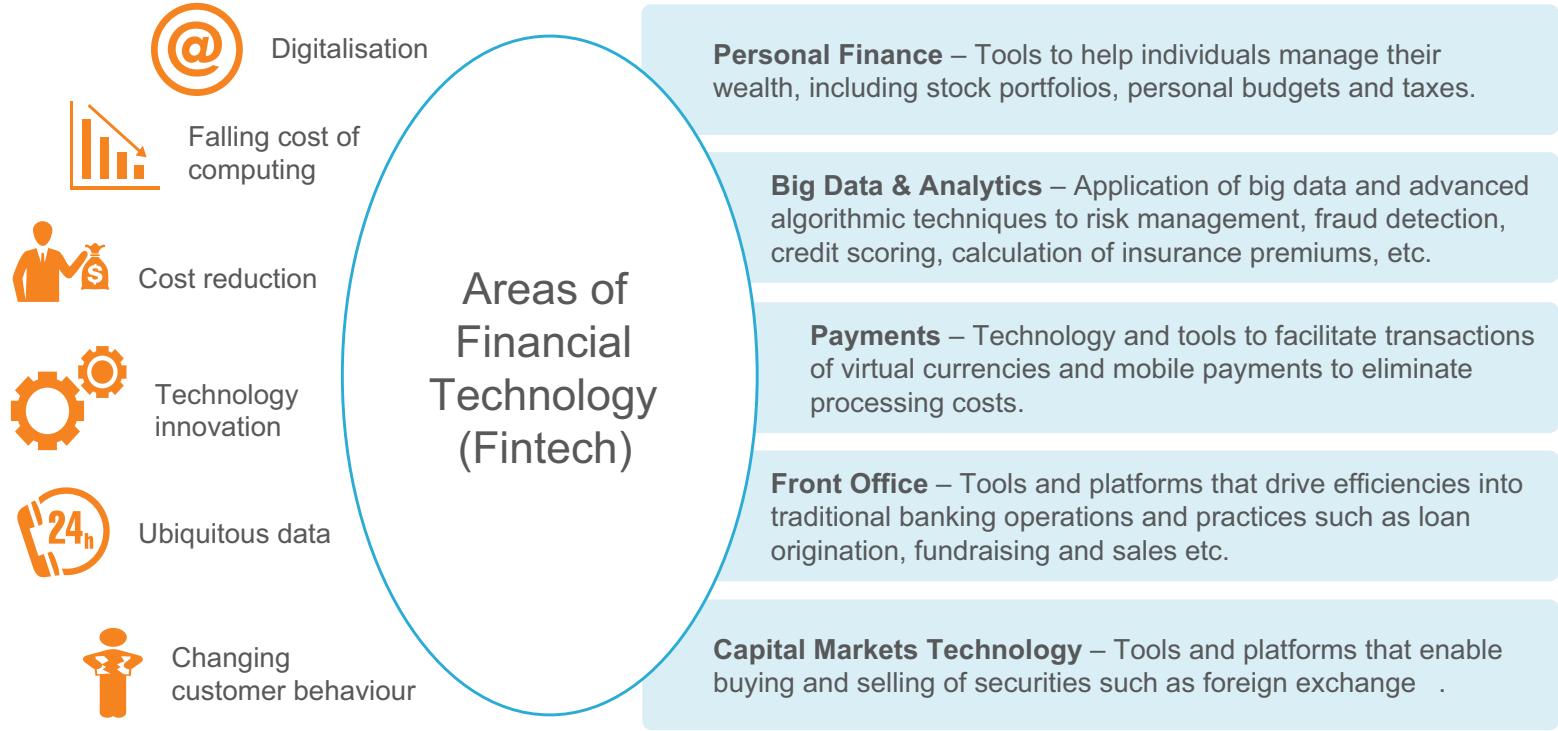 @
Digitalisation
Falling cost of
computing
$
Cost reduction
Technology
innovation
24h
Ubiquitous data
Changing
customer behaviour
Areas of
Financial
Technology
(Fintech)
Personal Finance – Tools to help individuals manage their
wealth, including stock portfolios, personal budgets and taxes.
Big Data & Analytics – Application of big data and advanced
algorithmic techniques to risk management, fraud detection,
credit scoring, calculation of insurance premiums, etc.
Payments – Technology and tools to facilitate transactions
of virtual currencies and mobile payments to eliminate
processing costs.
Front Office – Tools and platforms that drive efficiencies into
traditional banking operations and practices such as loan
origination, fundraising and sales etc.
Capital Markets Technology – Tools and platforms that enable
buying and selling of securities such as foreign exchange .